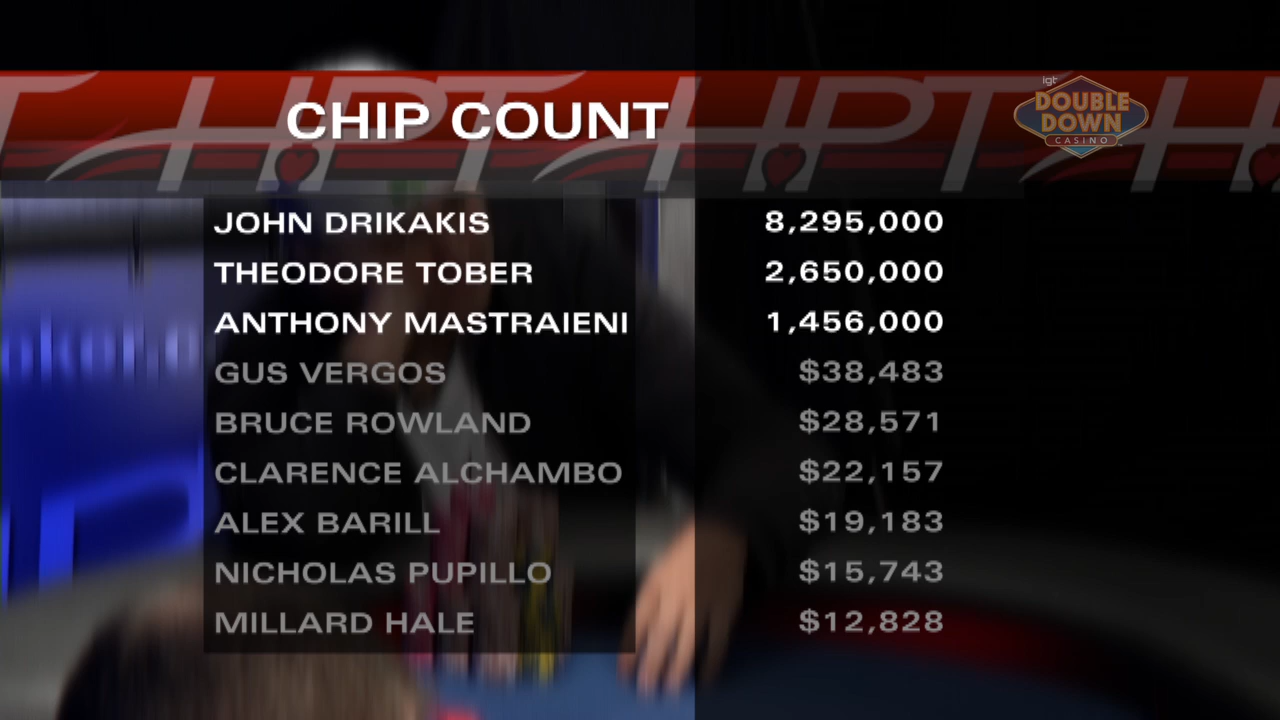 HPT HPT H
CHIP COUNT
igt
DOUBLE
DOWN
CASINO
JOHN DRIKAKIS 8,295,000
THEODORE TOBER 2,650,000
ANTHONY MASTRAIENI 1,456,000
GUS VERGOS $38,483
BRUCE ROWLAND $28,571
CLARENCE ALCHAMBO $22,157
ALEX BARILL $19,183
NICHOLAS PUPILLO $15,743
MILLARD HALE $12,828